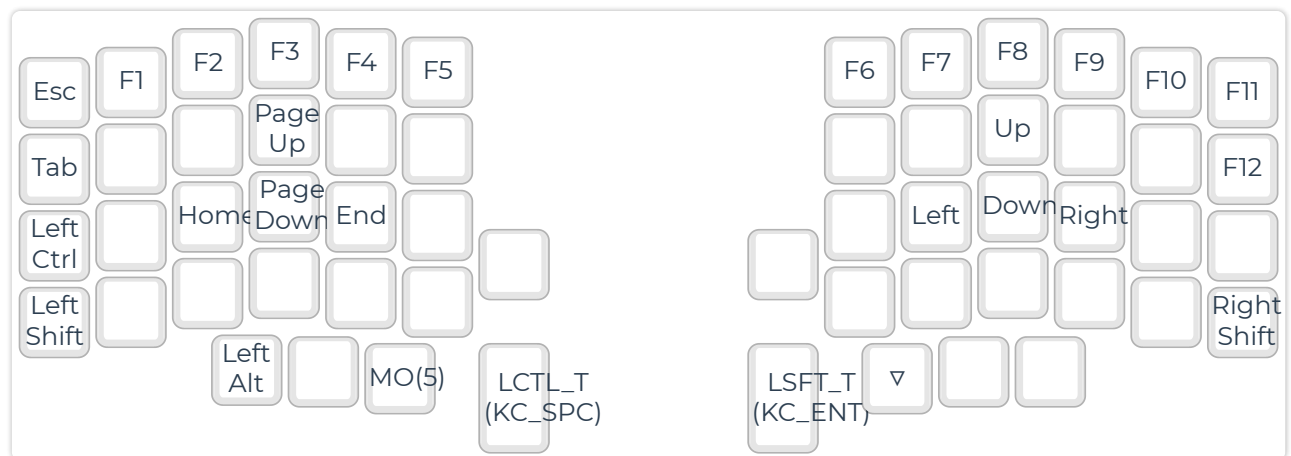 Esc
F1
F2
F3
F4
F5
F6
F7
F8
F9
F10
F11
Tab
Page
Up
Up
F12
Left
Ctrl
Home
Page
Down
End
Left
Down
Right
Left
Shift
Right
Shift
Left
Alt
MO(5)
LCTL_T
(KC_SPC)
LSFT_T
(KC_ENT)
▽